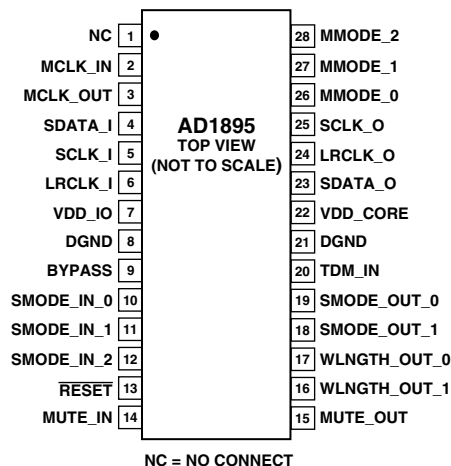 NC 1
MCLK_IN 2
MCLK_OUT 3
SDATA_I 4
SCLK_I 5
LRCLK_I 6
VDD_IO 7
DGND 8
BYPASS 9
SMODE_IN_0 10
SMODE_IN_1 11
SMODE_IN_2 12
RESET 13
MUTE_IN 14
AD1895
TOP VIEW
(NOT TO SCALE)
28 MMODE_2
27 MMODE_1
26 MMODE_0
25 SCLK_O
24 LRCLK_O
23 SDATA_O
22 VDD_CORE
21 DGND
20 TDM_IN
19 SMODE_OUT_0
18 SMODE_OUT_1
17 WLNGTH_OUT_0
16 WLNGTH_OUT_1
15 MUTE_OUT
NC = NO CONNECT